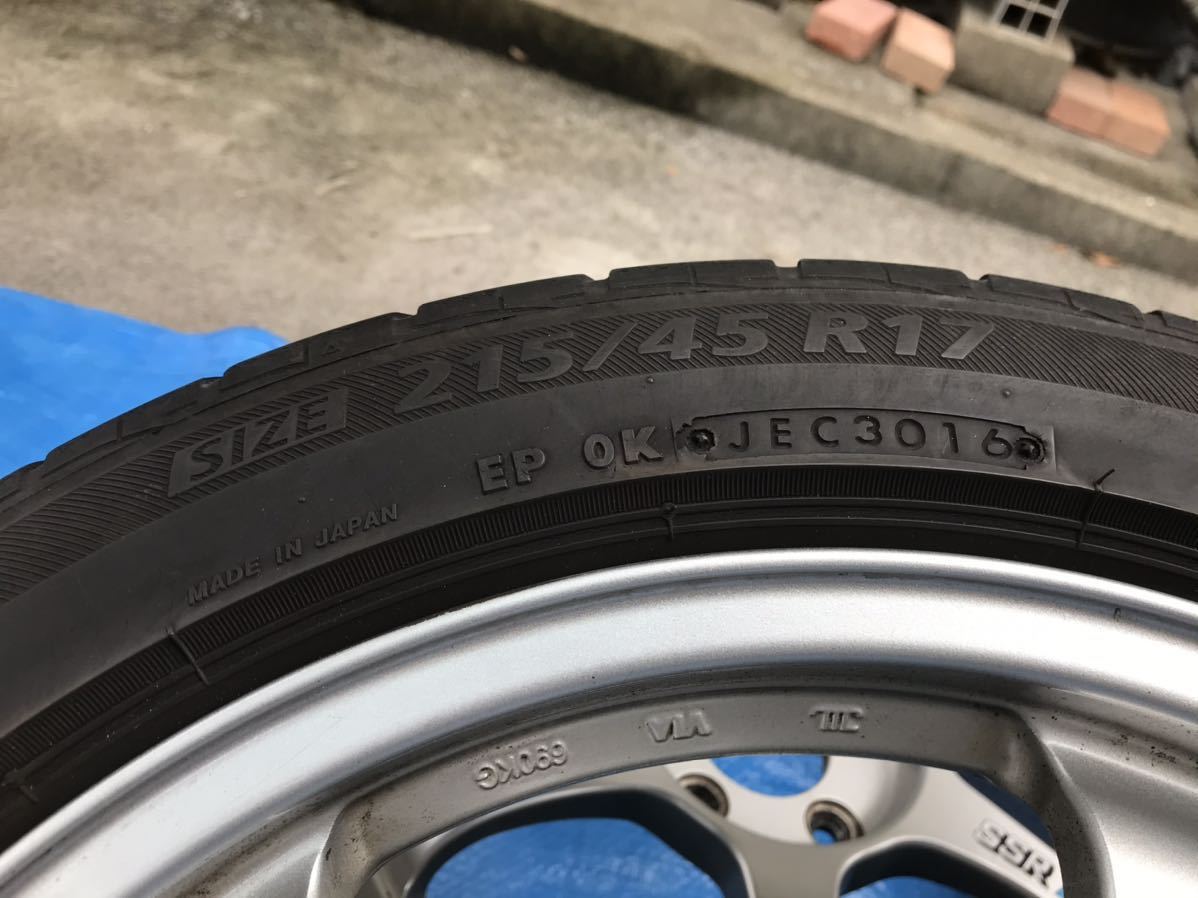 SIZE 215/45 R17
EP 0K JEC3016
MADE IN JAPAN
690KG VIA JWL
SSR